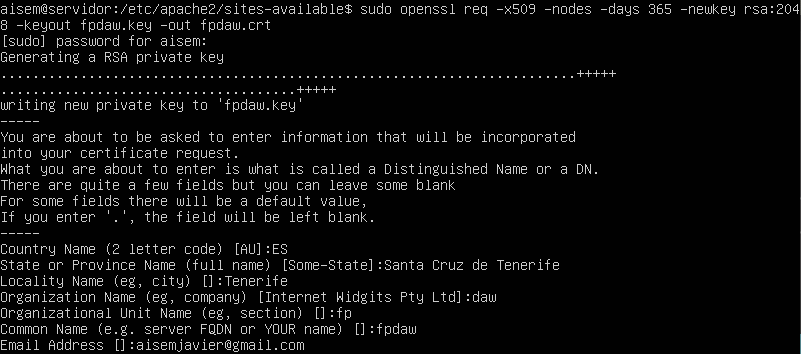 aisem@servidor:/etc/apache2/sites-available$ sudo openssl req -x509 -nodes -days 365 -newkey rsa:204
8 -keyout fpdaw.key -out fpdaw.crt
[sudo] password for aisem:
Generating a RSA private key
........................................................................+++++
.....................................+++++
writing new private key to 'fpdaw.key'
-----
You are about to be asked to enter information that will be incorporated
into your certificate request.
What you are about to enter is what is called a Distinguished Name or a DN.
There are quite a few fields but you can leave some blank
For some fields there will be a default value,
If you enter '.', the field will be left blank.
-----
Country Name (2 letter code) [AU]:ES
State or Province Name (full name) [Some-State]:Santa Cruz de Tenerife
Locality Name (eg, city) []:Tenerife
Organization Name (eg, company) [Internet Widgits Pty Ltd]:daw
Organizational Unit Name (eg, section) []:fp
Common Name (e.g. server FQDN or YOUR name) []:fpdaw
Email Address []:aisemjavier@gmail.com